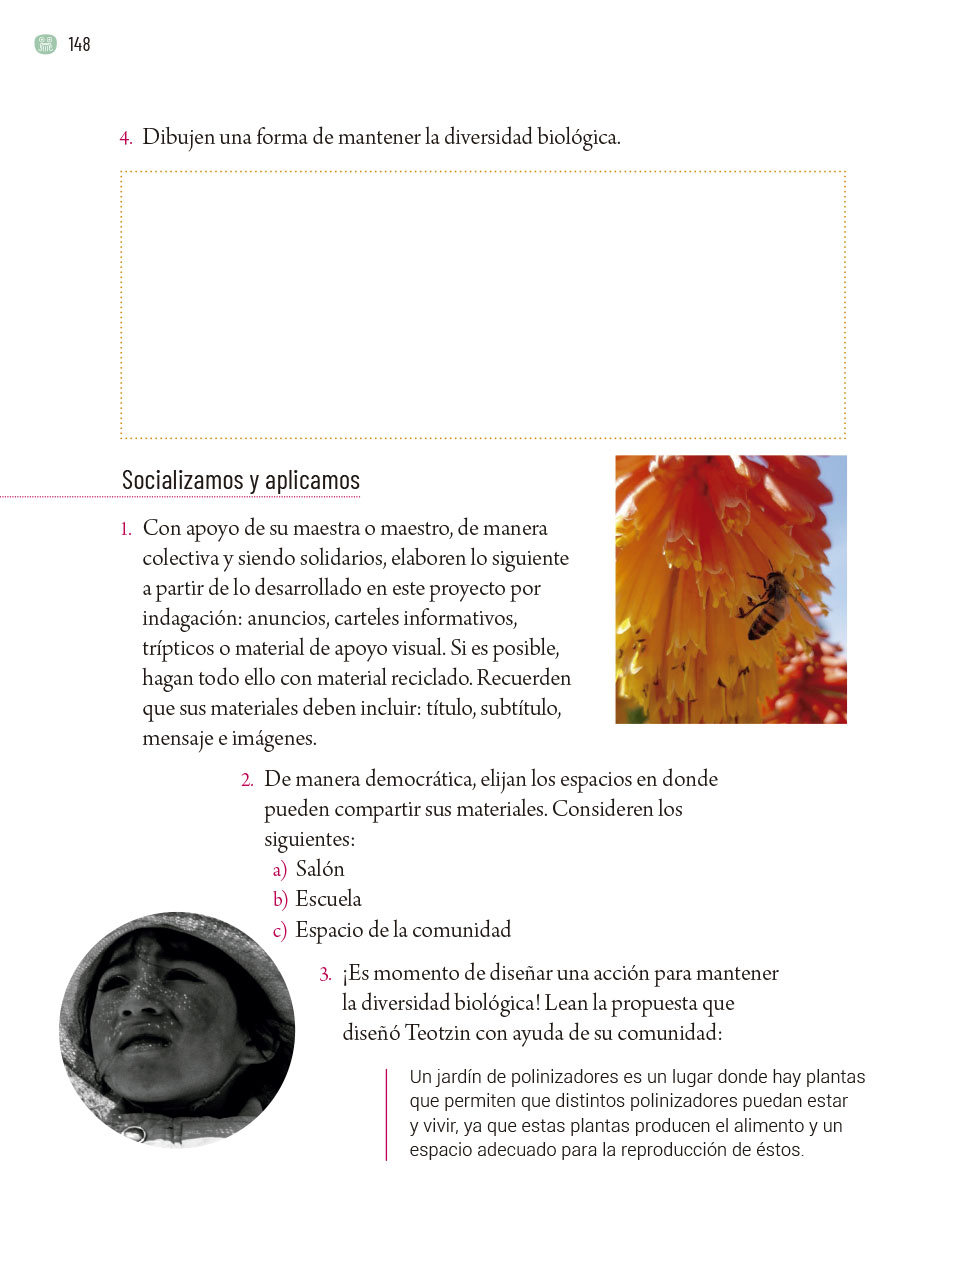 148
4. Dibujen una forma de mantener la diversidad biológica.
Socializamos y aplicamos
1. Con apoyo de su maestra o maestro, de manera
colectiva y siendo solidarios, elaboren lo siguiente
a partir de lo desarrollado en este proyecto por
indagación: anuncios, carteles informativos,
trípticos o material de apoyo visual. Si es posible,
hagan todo ello con material reciclado. Recuerden
que sus materiales deben incluir: título, subtítulo,
mensaje e imágenes.
2. De manera democrática, elijan los espacios en donde
pueden compartir sus materiales. Consideren los
siguientes:
a) Salón
b) Escuela
c) Espacio de la comunidad
3. ¡Es momento de diseñar una acción para mantener
la diversidad biológica! Lean la propuesta que
diseñó Teotzin con ayuda de su comunidad:
Un jardín de polinizadores es un lugar donde hay plantas
que permiten que distintos polinizadores puedan estar
y vivir, ya que estas plantas producen el alimento y un
espacio adecuado para la reproducción de éstos.